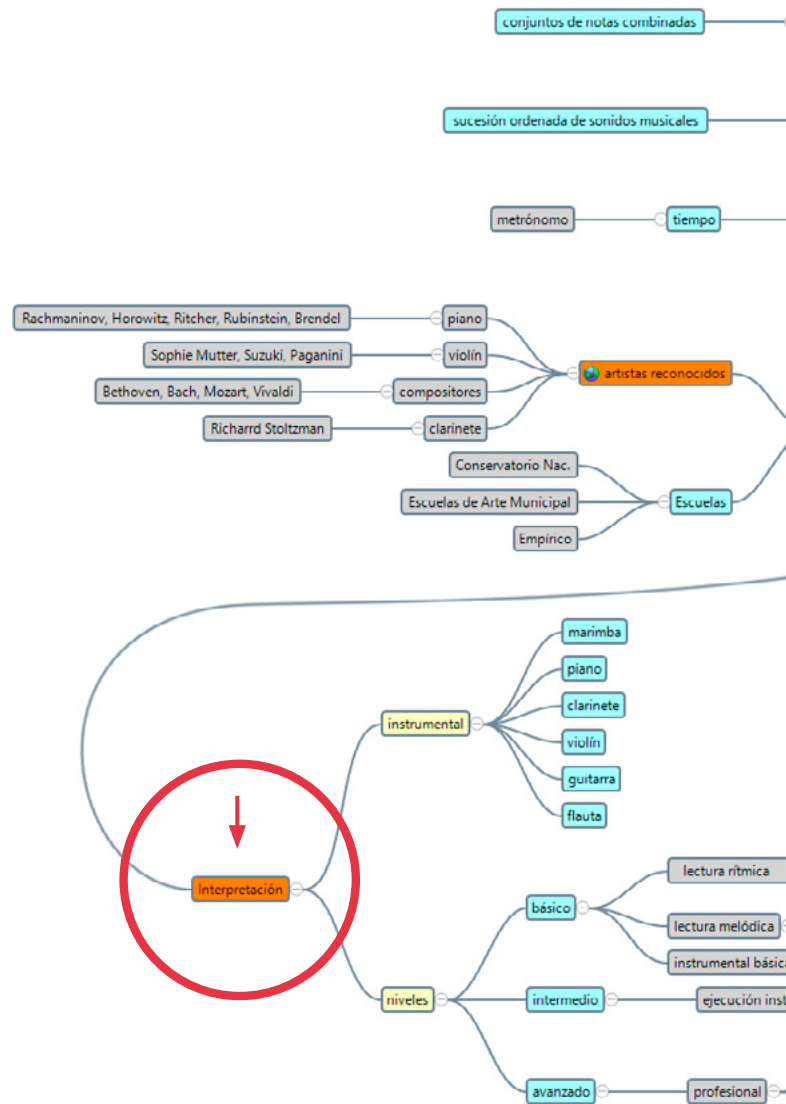 conjuntos de notas combinadas
sucesión ordenada de sonidos musicales
metrónomo
tiempo
Rachmaninov, Horowitz, Ritcher, Rubinstein, Brendel
piano
Sophie Mutter, Suzuki, Paganini
violín
artistas reconocidos
Bethoven, Bach, Mozart, Vivaldi
compositores
Richarrd Stoltzman
clarinete
Conservatorio Nac.
Escuelas de Arte Municipal
Escuelas
Empírico
marimba
piano
clarinete
instrumental
violín
guitarra
flauta
Interpretación
lectura rítmica
básico
lectura melódica
instrumental básica
niveles
intermedio
ejecución inst
avanzado
profesional